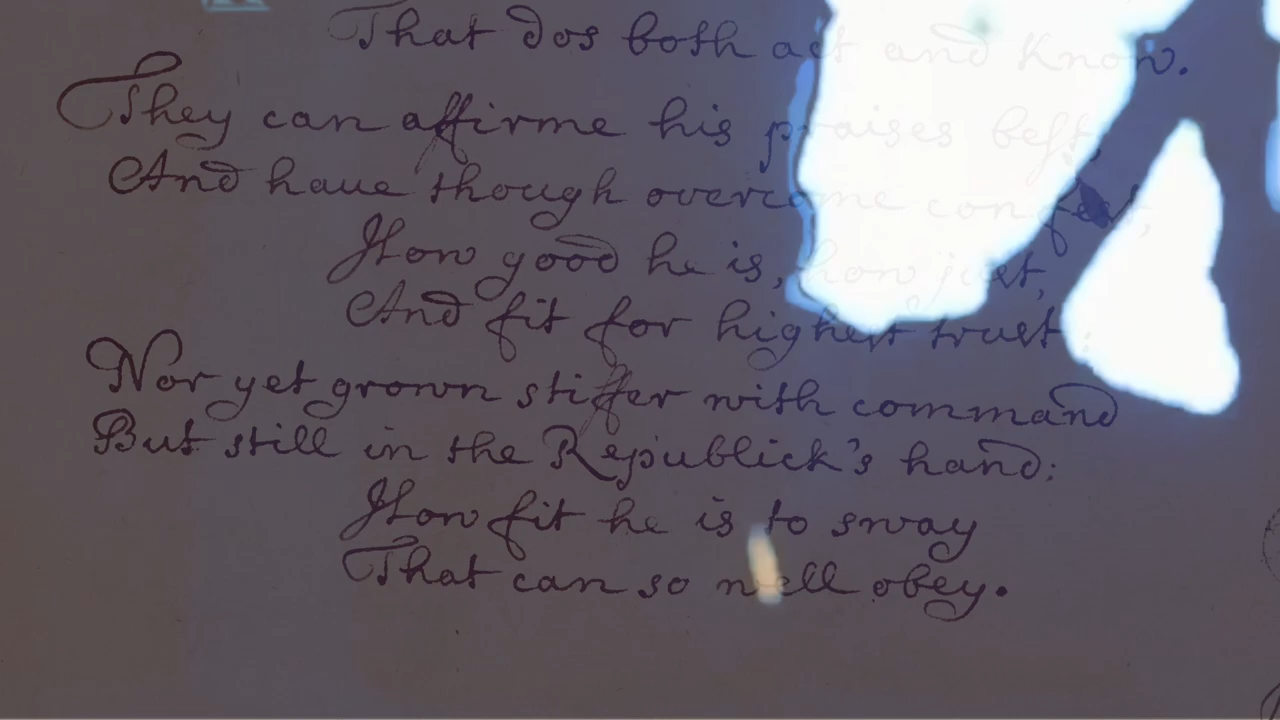 That dos both act and know.
They can affirme his praises best,
And haue though overcome confest
How good he is, how just,
And fit for highest trust:
Nor yet grown stiffer with command
But still in the Republick's hand:
How fit he is to sway
That can so well obey.